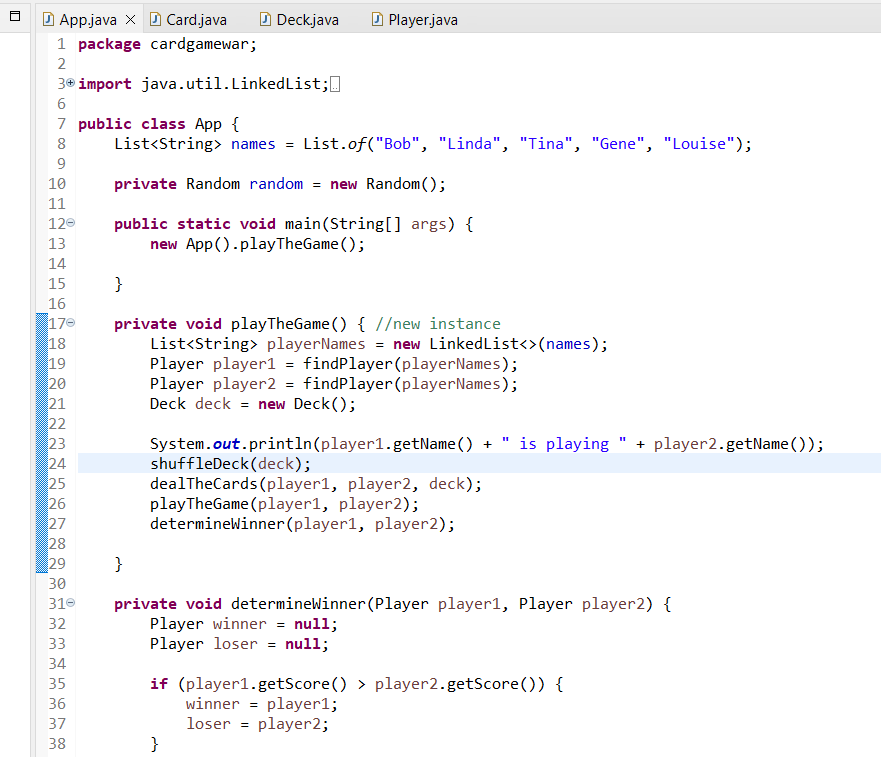 App.java Card.java Deck.java Player.java
1 package cardgamewar;
2
3 import java.util.LinkedList;
6
7 public class App {
8     List<String> names = List.of("Bob", "Linda", "Tina", "Gene", "Louise");
9
10     private Random random = new Random();
11
12     public static void main(String[] args) {
13         new App().playTheGame();
14
15     }
16
17     private void playTheGame() { //new instance
18         List<String> playerNames = new LinkedList<>(names);
19         Player player1 = findPlayer(playerNames);
20         Player player2 = findPlayer(playerNames);
21         Deck deck = new Deck();
22
23         System.out.println(player1.getName() + " is playing " + player2.getName());
24         shuffleDeck(deck);
25         dealTheCards(player1, player2, deck);
26         playTheGame(player1, player2);
27         determineWinner(player1, player2);
28
29     }
30
31     private void determineWinner(Player player1, Player player2) {
32         Player winner = null;
33         Player loser = null;
34
35         if (player1.getScore() > player2.getScore()) {
36             winner = player1;
37             loser = player2;
38         }